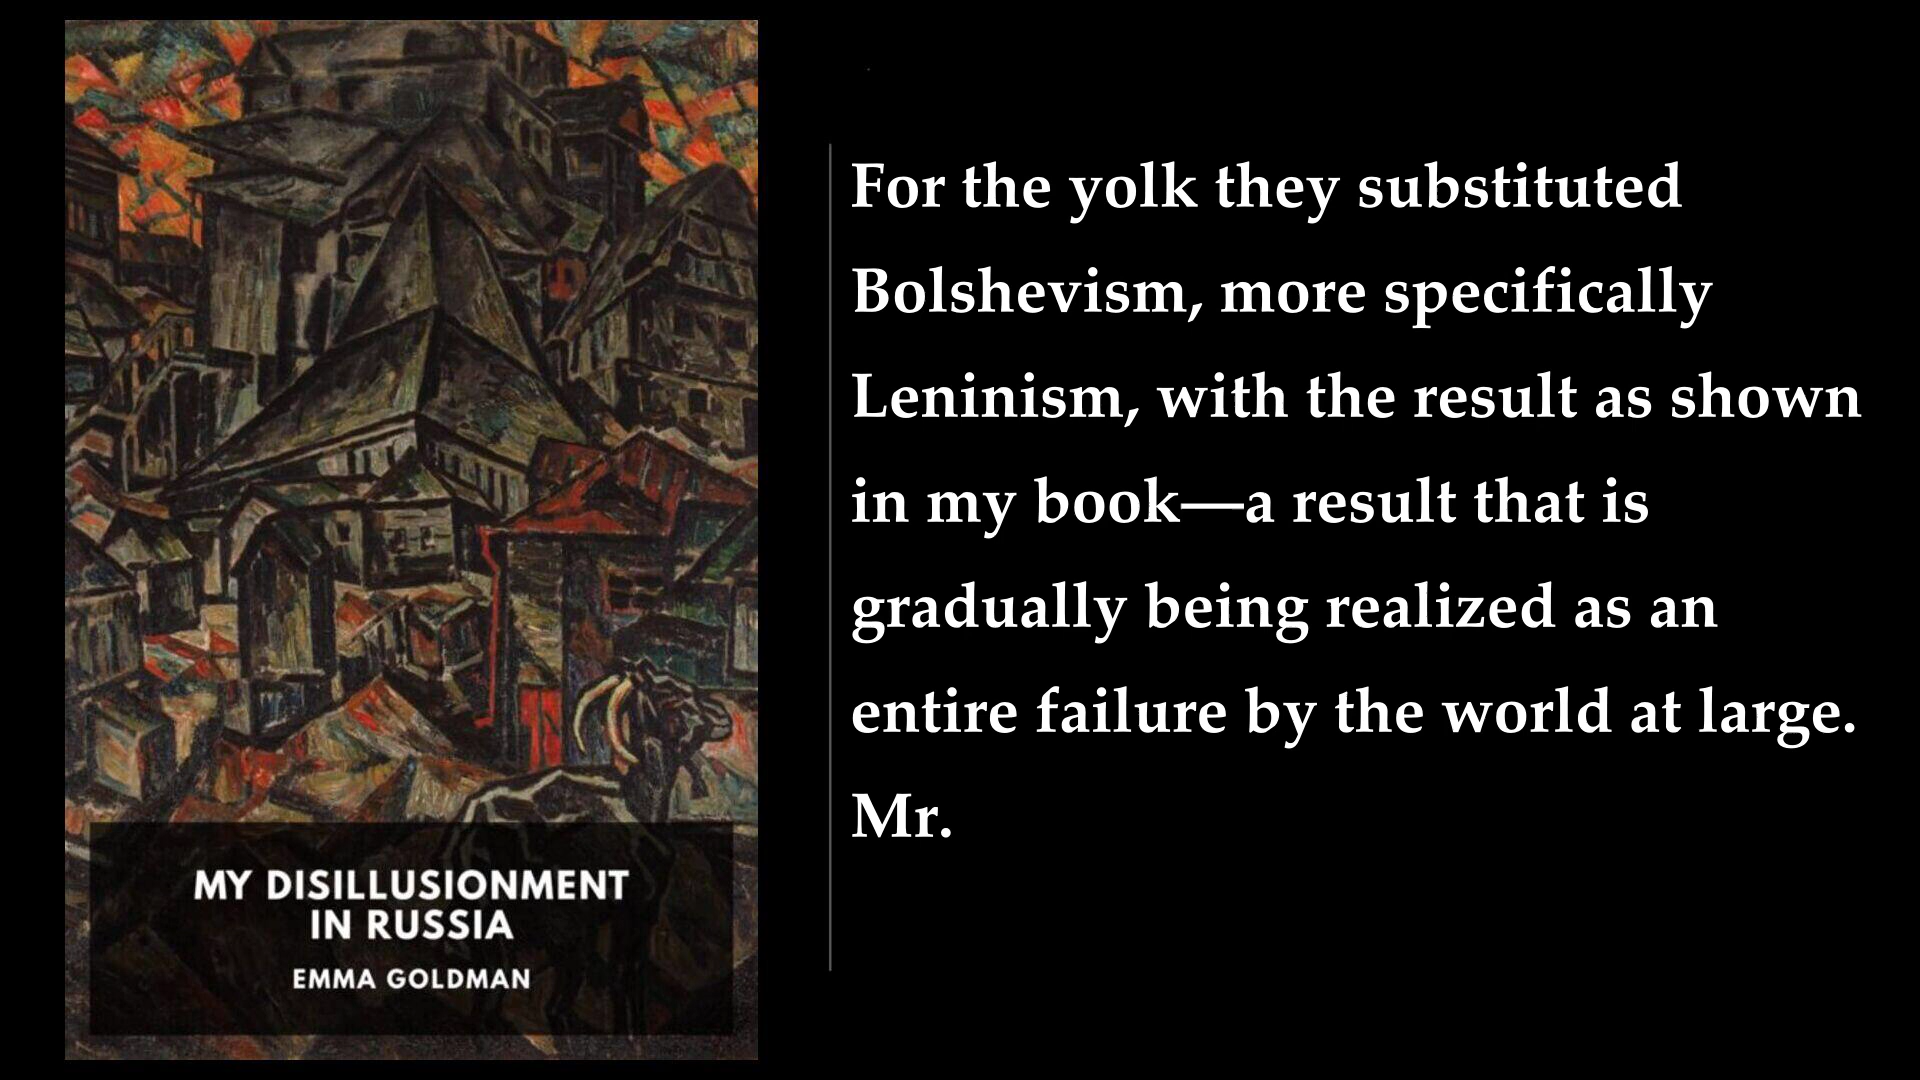 MY DISILLUSIONMENT
IN RUSSIA
EMMA GOLDMAN
For the yolk they substituted
Bolshevism, more specifically
Leninism, with the result as shown
in my book—a result that is
gradually being realized as an
entire failure by the world at large.
Mr.